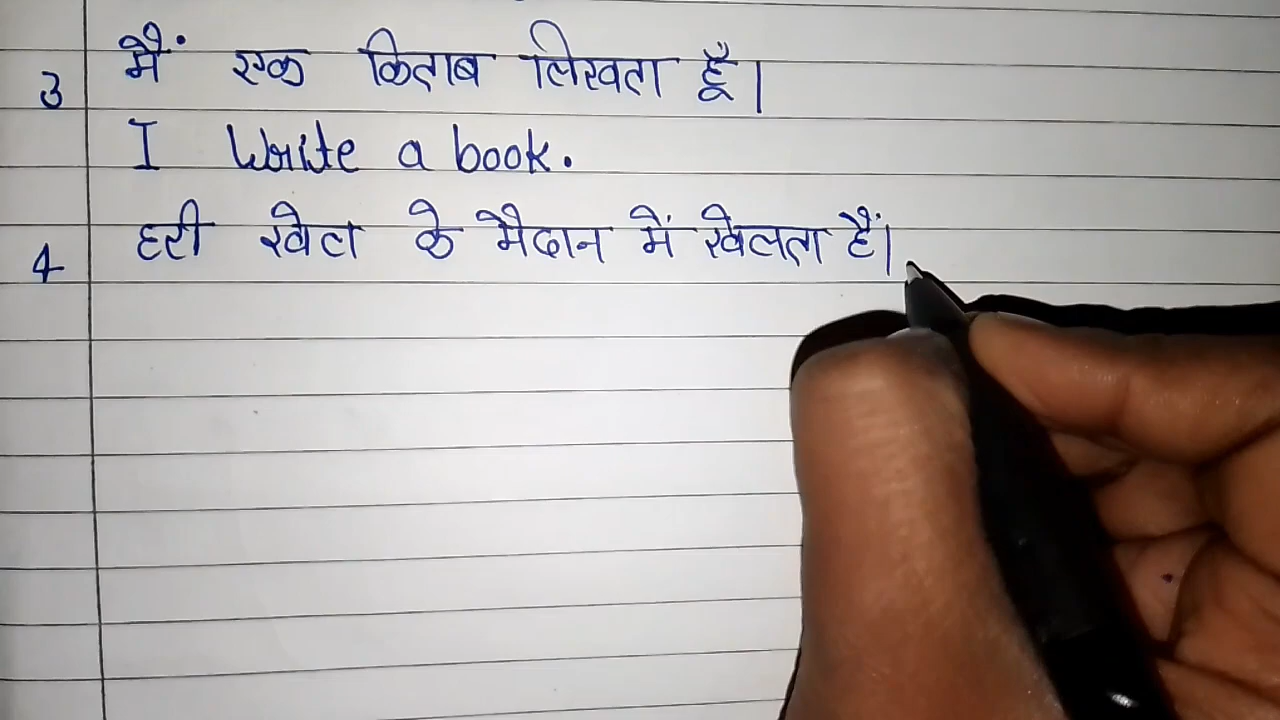 3 मैं एक किताब लिखता हूँ।
I Write a book.
4 हरी खेल के मैदान में खेलता हैं।